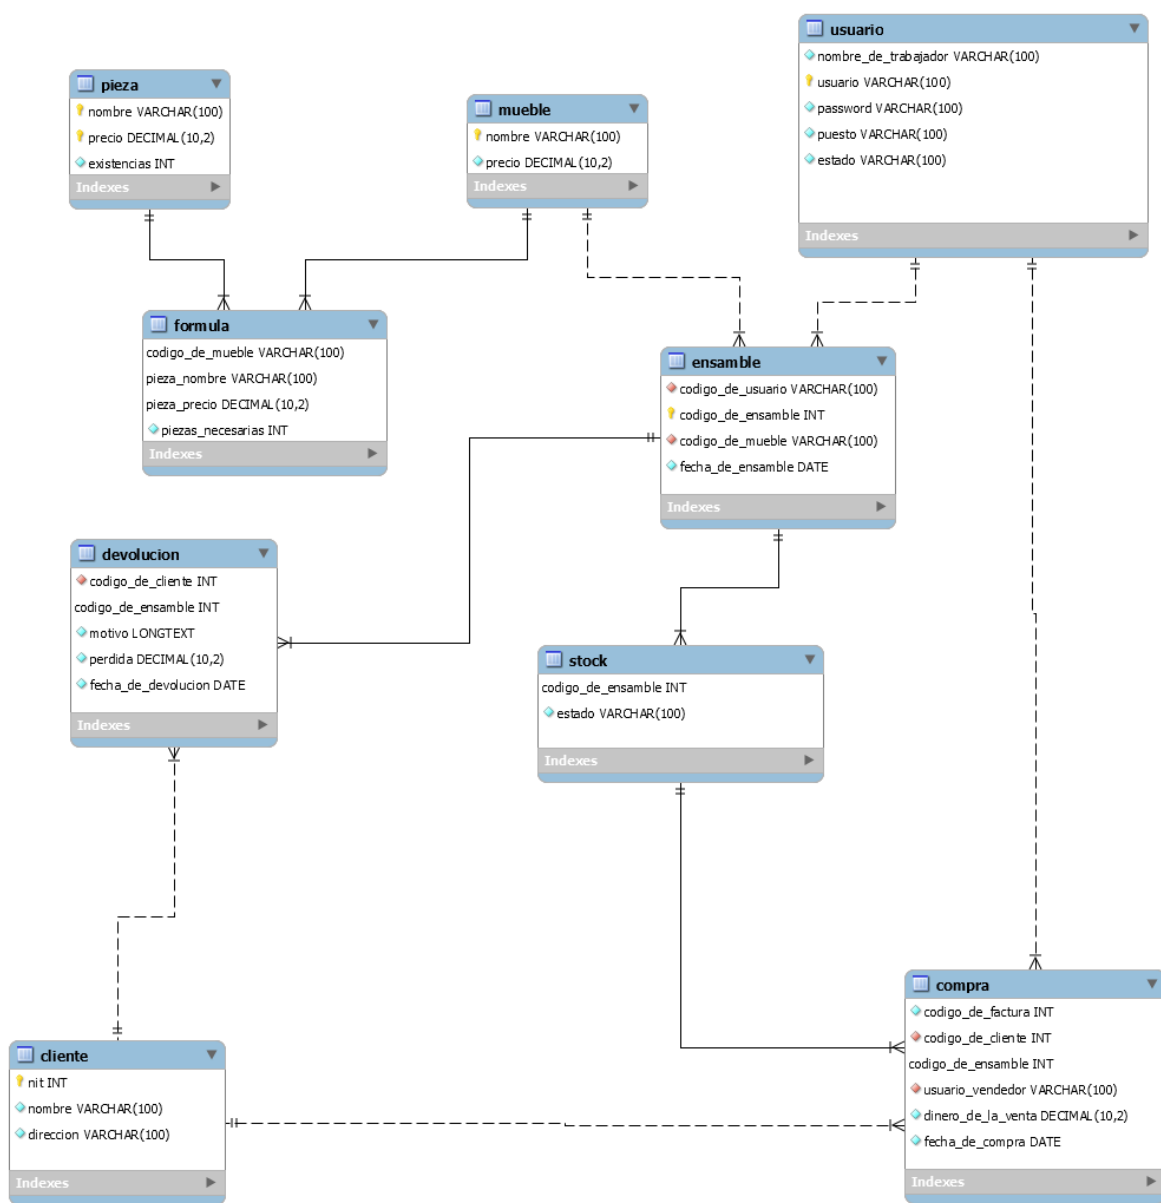 usuario
nombre_de_trabajador VARCHAR(100)
usuario VARCHAR(100)
password VARCHAR(100)
puesto VARCHAR(100)
estado VARCHAR(100)
Indexes
pieza
nombre VARCHAR(100)
precio DECIMAL(10,2)
existencias INT
Indexes
mueble
nombre VARCHAR(100)
precio DECIMAL(10,2)
Indexes
formula
codigo_de_mueble VARCHAR(100)
pieza_nombre VARCHAR(100)
pieza_precio DECIMAL(10,2)
piezas_necesarias INT
Indexes
ensamble
codigo_de_usuario VARCHAR(100)
codigo_de_ensamble INT
codigo_de_mueble VARCHAR(100)
fecha_de_ensamble DATE
Indexes
devolucion
codigo_de_cliente INT
codigo_de_ensamble INT
motivo LONGTEXT
perdida DECIMAL(10,2)
fecha_de_devolucion DATE
Indexes
stock
codigo_de_ensamble INT
estado VARCHAR(100)
Indexes
compra
codigo_de_factura INT
codigo_de_cliente INT
codigo_de_ensamble INT
usuario_vendedor VARCHAR(100)
dinero_de_la_venta DECIMAL(10,2)
fecha_de_compra DATE
Indexes
cliente
nit INT
nombre VARCHAR(100)
direccion VARCHAR(100)
Indexes